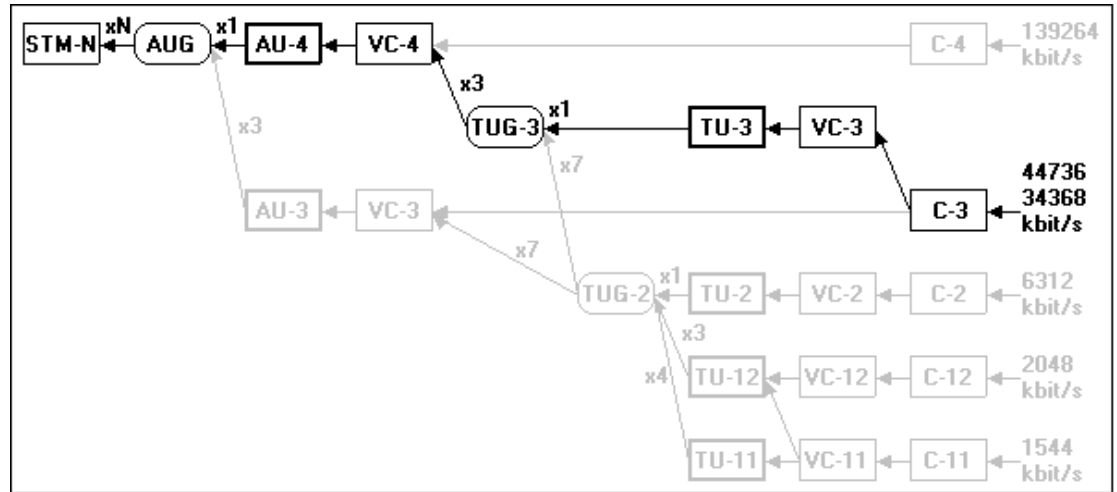 STM-N xN AUG x1 AU-4 VC-4 C-4 139264
kbit/s
x3
TUG-3 x1 TU-3 VC-3
x3
x7
44736
34368
kbit/s
AU-3 VC-3 C-3
x7
TUG-2 x1 TU-2 VC-2 C-2 6312
kbit/s
x3
x4 TU-12 VC-12 C-12 2048
kbit/s
TU-11 VC-11 C-11 1544
kbit/s